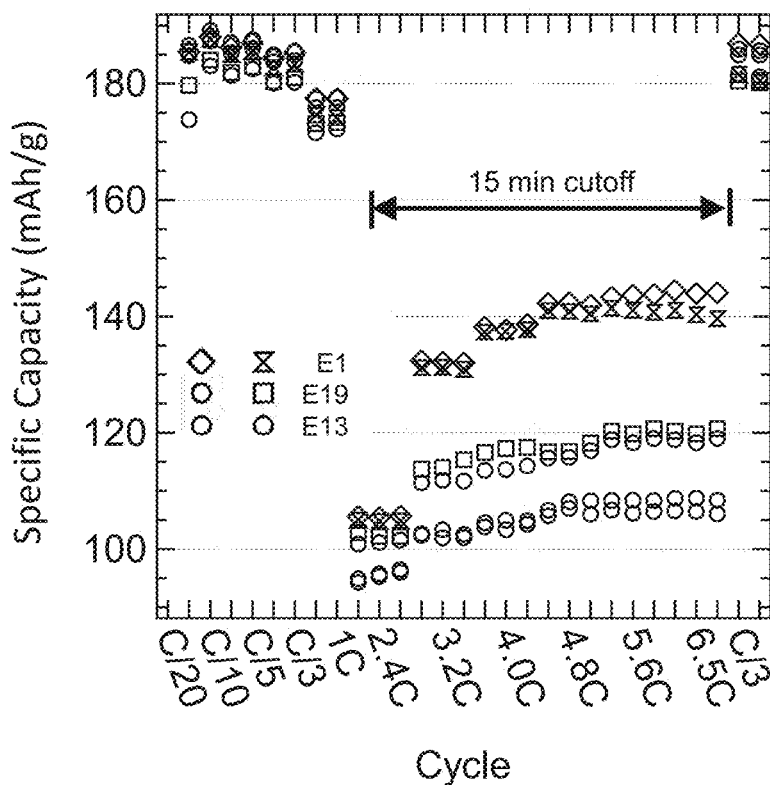 Specific Capacity (mAh/g)
180
160
140
120
100
15 min cutoff
E1
E19
E13
C/20
C/10
C/5
C/3
1C
2.4C
3.2C
4.0C
4.8C
5.6C
6.5C
C/3
Cycle